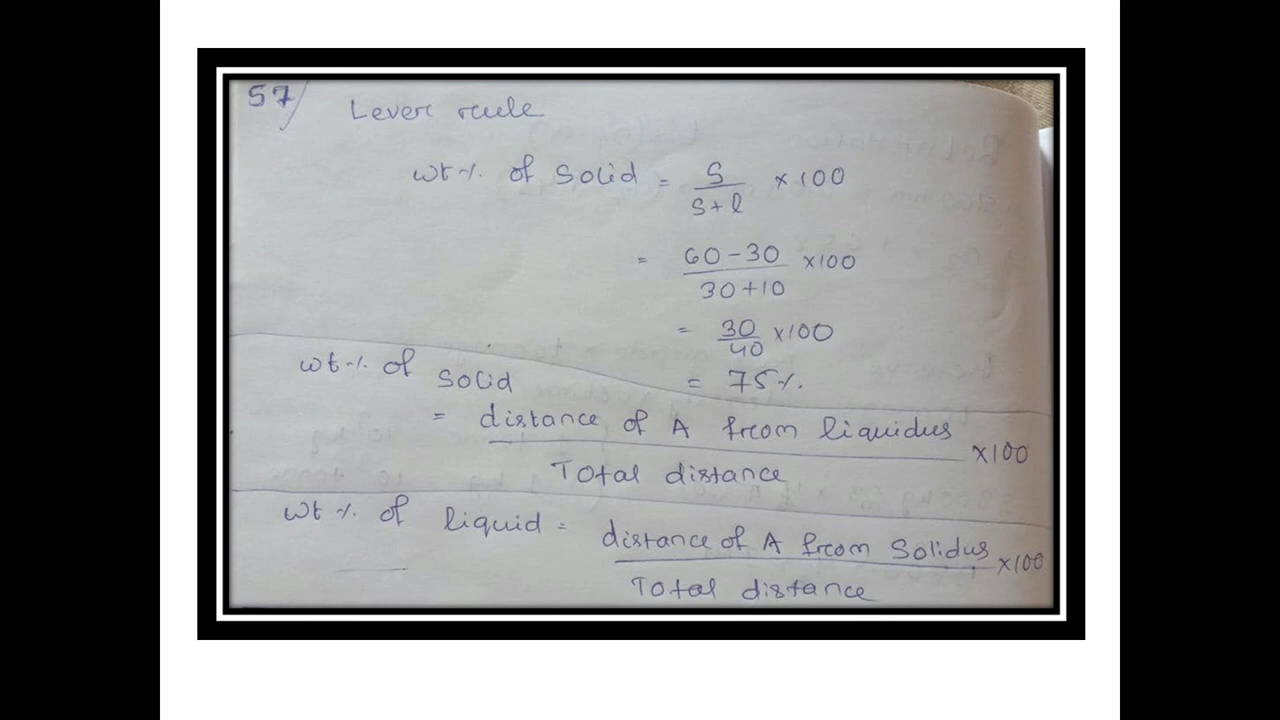 57/ Lever rule
wt% of solid = S/S+l ×100
= 60-30/30+10 ×100
= 30/40 ×100
= 75%
wt% of solid
= distance of A from liquidus/Total distance ×100
wt% of liquid = distance of A from solidus/Total distance ×100